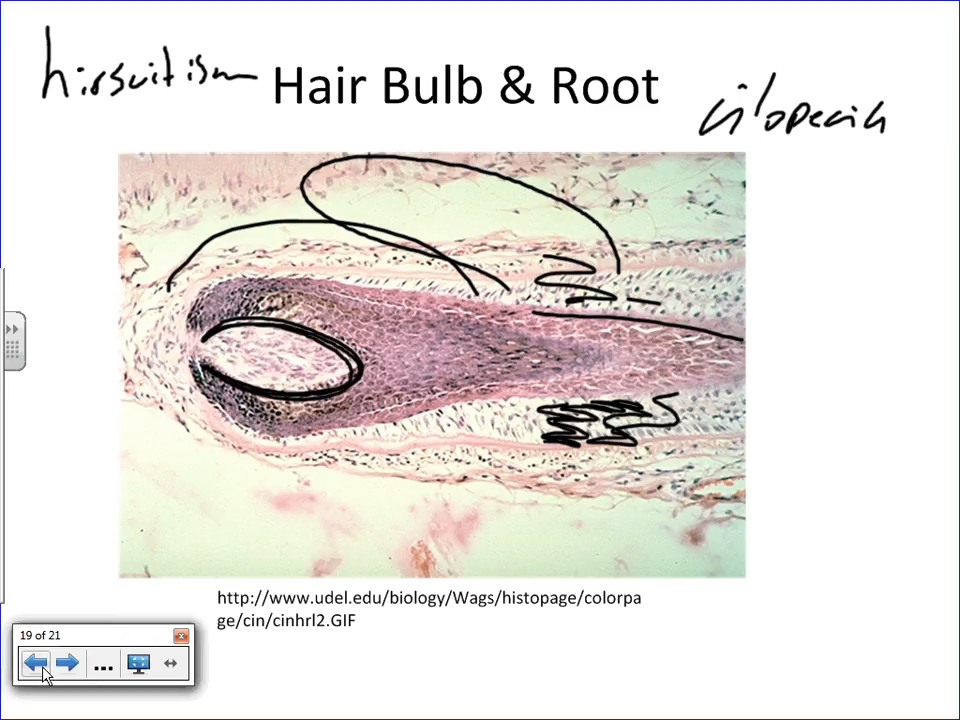 hirsuitism
Hair Bulb & Root
alopecia
http://www.udel.edu/biology/Wags/histopage/colorpa
ge/cin/cinhrl2.GIF
19 of 21
...